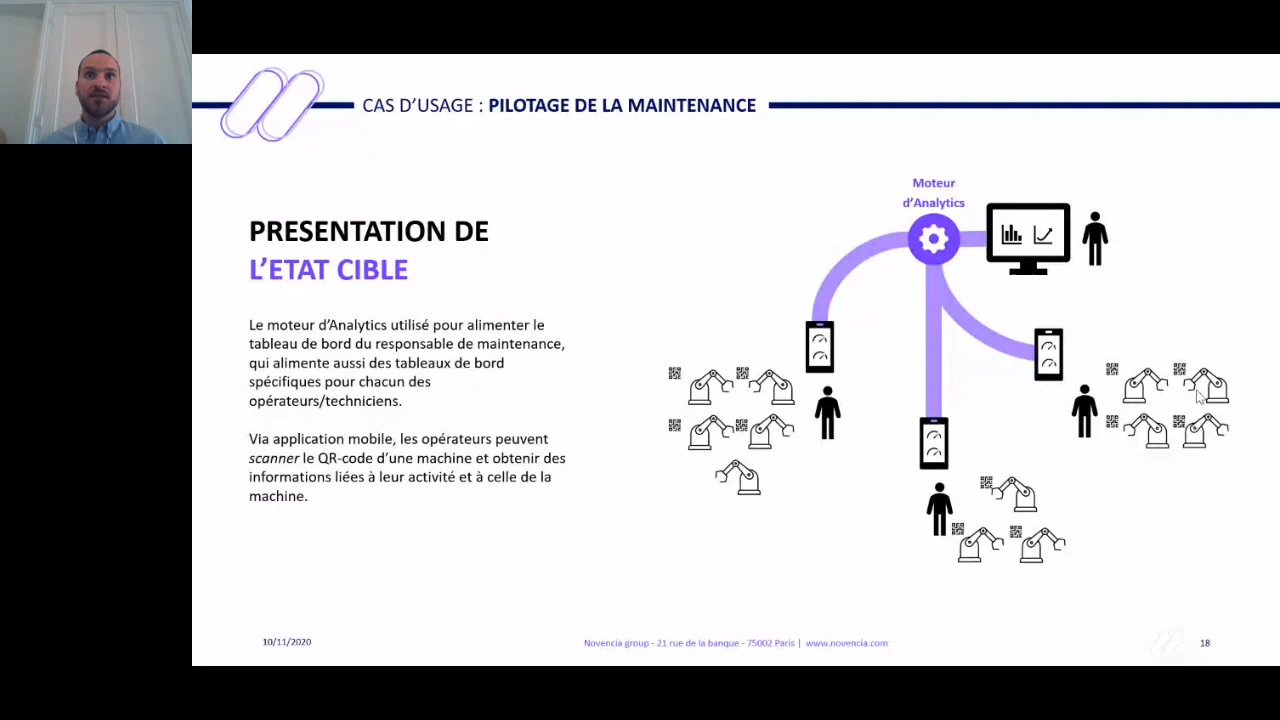 CAS D’USAGE : PILOTAGE DE LA MAINTENANCE
Moteur
d’Analytics
PRESENTATION DE
L’ETAT CIBLE
Le moteur d’Analytics utilisé pour alimenter le
tableau de bord du responsable de maintenance,
qui alimente aussi des tableaux de bord
spécifiques pour chacun des
opérateurs/techniciens.
Via application mobile, les opérateurs peuvent
scanner le QR-code d’une machine et obtenir des
informations liées à leur activité et à celle de la
machine.
10/11/2020
Novencia group - 21 rue de la banque - 75002 Paris | www.novencia.com
18